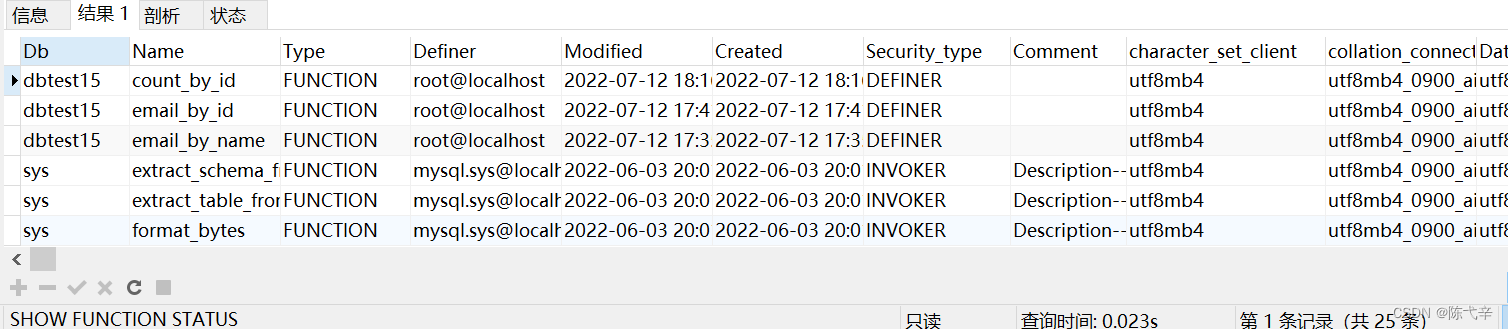 信息 结果 1 剖析 状态
Db Name Type Definer Modified Created Security_type Comment character_set_client collation_connect Dat
dbtest15 count_by_id FUNCTION root@localhost 2022-07-12 18:1 2022-07-12 18:1 DEFINER utf8mb4 utf8mb4_0900_ai utf8
dbtest15 email_by_id FUNCTION root@localhost 2022-07-12 17:4 2022-07-12 17:4 DEFINER utf8mb4 utf8mb4_0900_ai utf8
dbtest15 email_by_name FUNCTION root@localhost 2022-07-12 17:3 2022-07-12 17:3 DEFINER utf8mb4 utf8mb4_0900_ai utf8
sys extract_schema_f FUNCTION mysql.sys@localh 2022-06-03 20:0 2022-06-03 20:0 INVOKER Description-- utf8mb4 utf8mb4_0900_ai utf8
sys extract_table_fron FUNCTION mysql.sys@localh 2022-06-03 20:0 2022-06-03 20:0 INVOKER Description-- utf8mb4 utf8mb4_0900_ai utf8
sys format_bytes FUNCTION mysql.sys@localh 2022-06-03 20:0 2022-06-03 20:0 INVOKER Description-- utf8mb4 utf8mb4_0900_ai utf8
SHOW FUNCTION STATUS 只读 查询时间: 0.023s 第 1 条记录 (共 25 条)
CSDN @陈弋辛